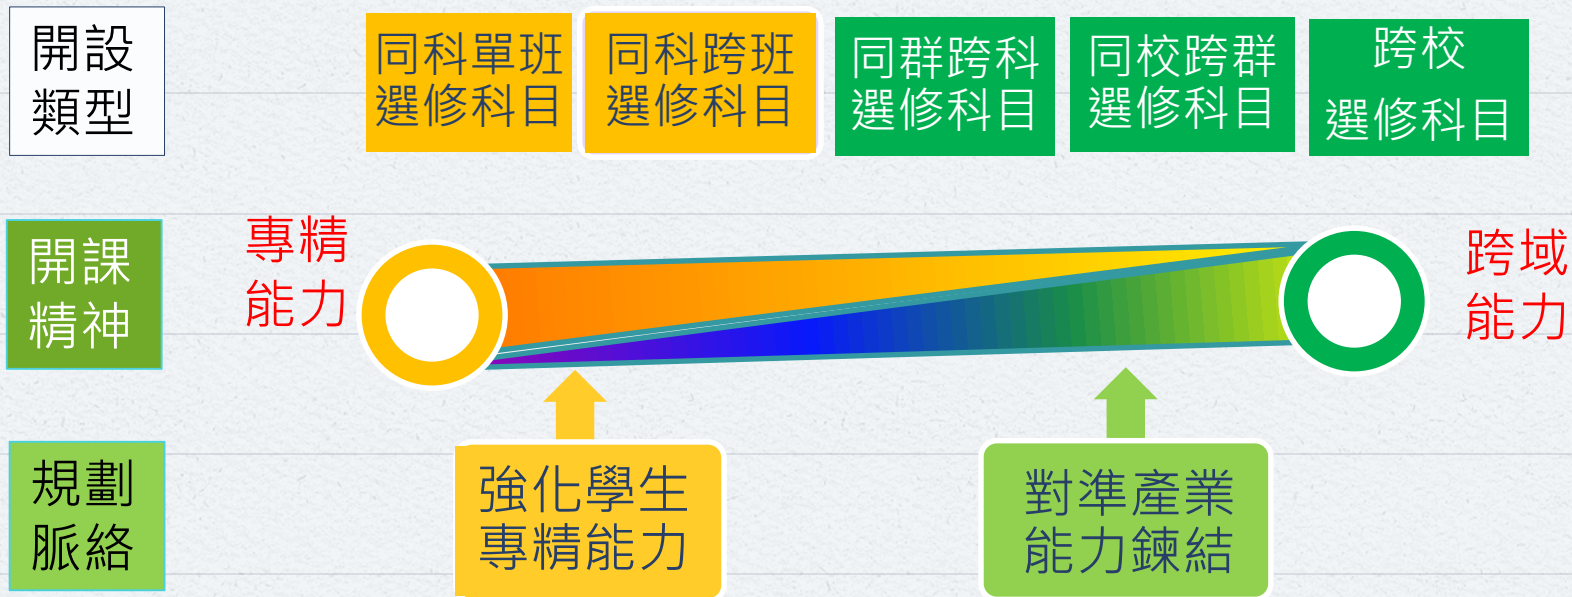 開設
類型
同科單班
選修科目
同科跨班
選修科目
同群跨科
選修科目
同校跨群
選修科目
跨校
選修科目
開課
精神
專精
能力
跨域
能力
規劃
脈絡
強化學生
專精能力
對準產業
能力鍊結